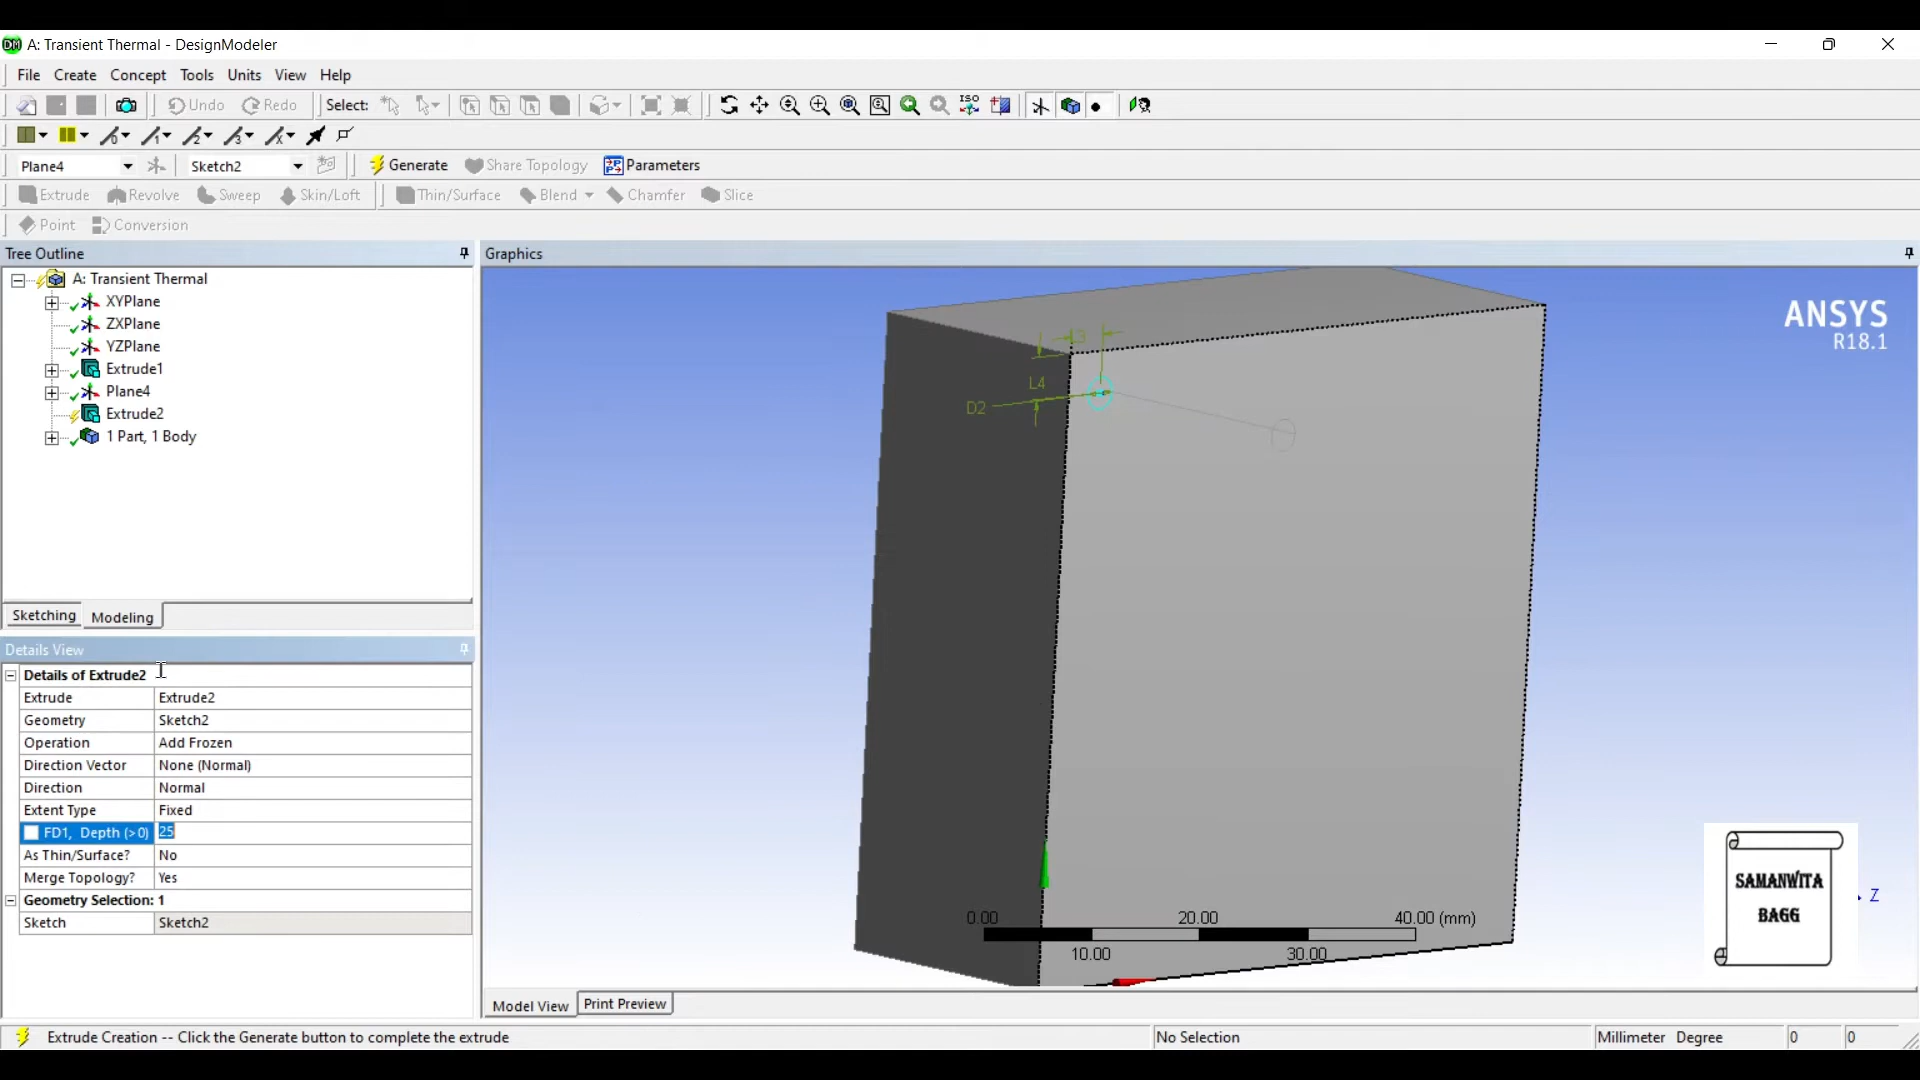 A: Transient Thermal - DesignModeler
File Create Concept Tools Units View Help
Undo Redo Select: ISO
Plane4 Sketch2 Generate Share Topology Parameters
Extrude Revolve Sweep Skin/Loft Thin/Surface Blend Chamfer Slice
Point Conversion
Tree Outline
A: Transient Thermal
XYPlane
ZXPlane
YZPlane
Extrude1
Plane4
Extrude2
1 Part, 1 Body
Sketching Modeling
Details View
Details of Extrude2
Extrude Extrude2
Geometry Sketch2
Operation Add Frozen
Direction Vector None (Normal)
Direction Normal
Extent Type Fixed
FD1, Depth (>0) 25
As Thin/Surface? No
Merge Topology? Yes
Geometry Selection: 1
Sketch Sketch2
Graphics
ANSYS
R18.1
L3
L4
D2
0.00 20.00 40.00 (mm)
10.00 30.00
Z
SAMANWITA
BAGG
Model View Print Preview
Extrude Creation -- Click the Generate button to complete the extrude No Selection Millimeter Degree 0 0